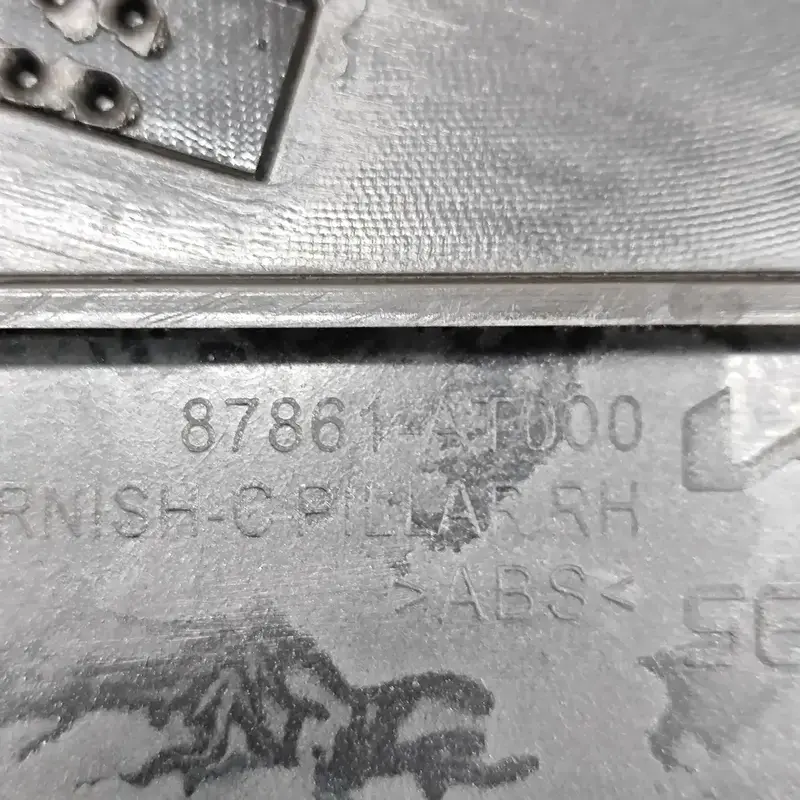 87861-AT000
RNISH-C PILLAR,RH
>ABS<